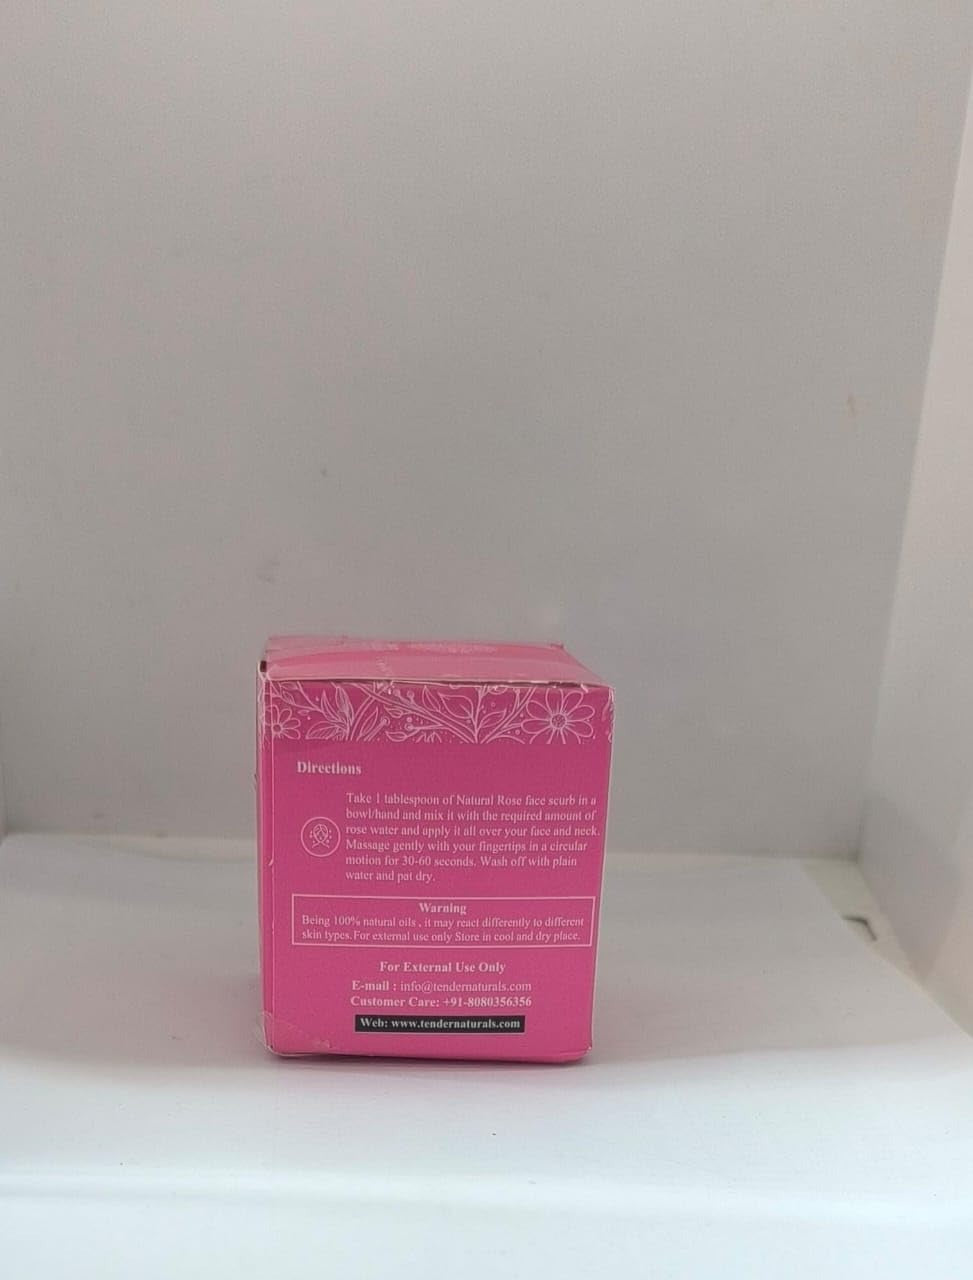 Directions
Take 1 tablespoon of Natural Rose face scurb in a
bowl/hand and mix it with the required amount of
rose water and apply it all over your face and neck.
Massage gently with your fingertips in a circular
motion for 30-60 seconds. Wash off with plain
water and pat dry.
Warning
Being 100% natural oils , it may react differently to different
skin types. For external use only Store in cool and dry place.
For External Use Only
E-mail : info@tendernaturals.com
Customer Care: +91-8080356356
Web: www.tendernaturals.com